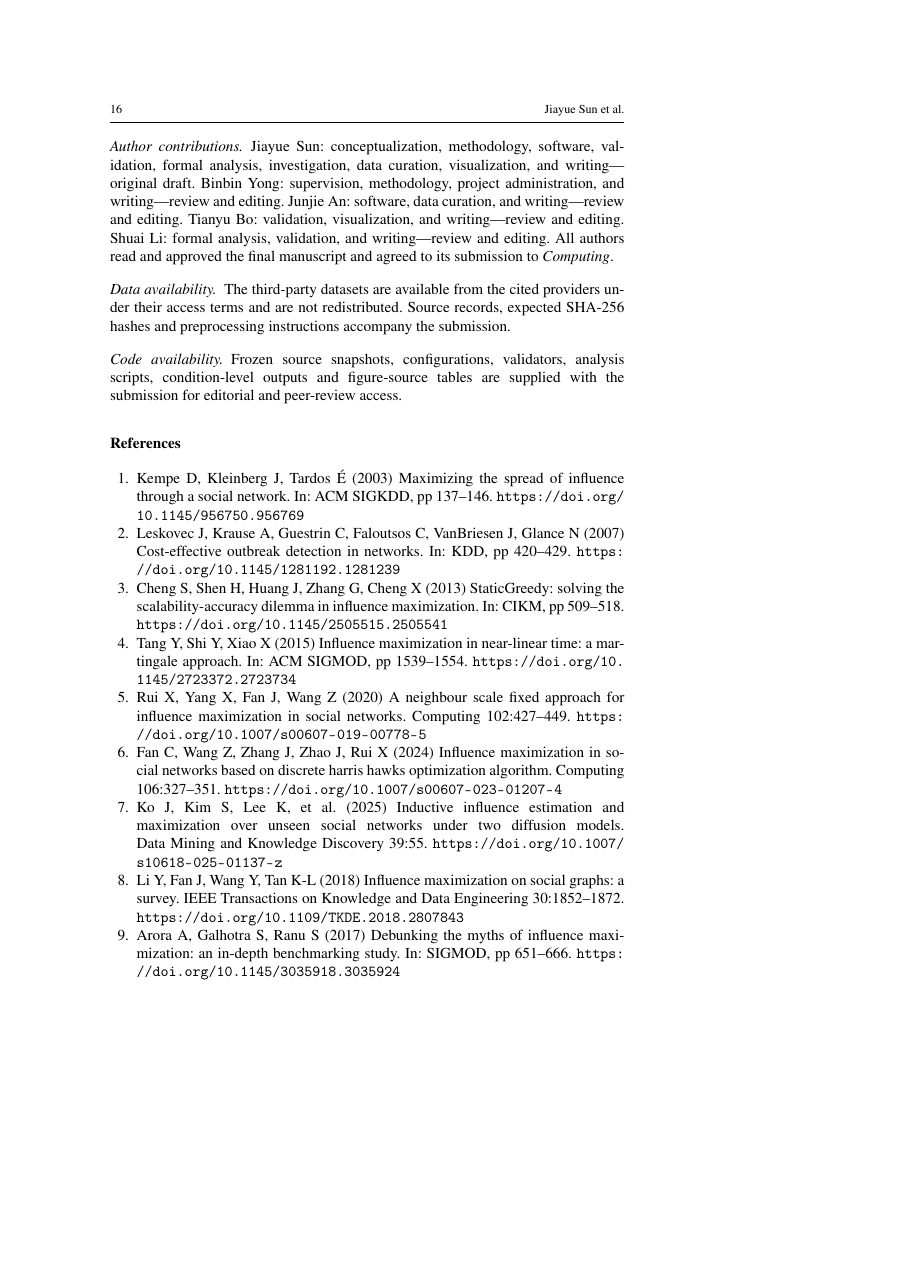 16 Jiayue Sun et al.
Author contributions. Jiayue Sun: conceptualization, methodology, software, val-
idation, formal analysis, investigation, data curation, visualization, and writing—
original draft. Binbin Yong: supervision, methodology, project administration, and
writing—review and editing. Junjie An: software, data curation, and writing—review
and editing. Tianyu Bo: validation, visualization, and writing—review and editing.
Shuai Li: formal analysis, validation, and writing—review and editing. All authors
read and approved the final manuscript and agreed to its submission to Computing.
Data availability. The third-party datasets are available from the cited providers un-
der their access terms and are not redistributed. Source records, expected SHA-256
hashes and preprocessing instructions accompany the submission.
Code availability. Frozen source snapshots, configurations, validators, analysis
scripts, condition-level outputs and figure-source tables are supplied with the
submission for editorial and peer-review access.
References
1. Kempe D, Kleinberg J, Tardos É (2003) Maximizing the spread of influence
through a social network. In: ACM SIGKDD, pp 137–146. https://doi.org/
10.1145/956750.956769
2. Leskovec J, Krause A, Guestrin C, Faloutsos C, VanBriesen J, Glance N (2007)
Cost-effective outbreak detection in networks. In: KDD, pp 420–429. https:
//doi.org/10.1145/1281192.1281239
3. Cheng S, Shen H, Huang J, Zhang G, Cheng X (2013) StaticGreedy: solving the
scalability-accuracy dilemma in influence maximization. In: CIKM, pp 509–518.
https://doi.org/10.1145/2505515.2505541
4. Tang Y, Shi Y, Xiao X (2015) Influence maximization in near-linear time: a mar-
tingale approach. In: ACM SIGMOD, pp 1539–1554. https://doi.org/10.
1145/2723372.2723734
5. Rui X, Yang X, Fan J, Wang Z (2020) A neighbour scale fixed approach for
influence maximization in social networks. Computing 102:427–449. https:
//doi.org/10.1007/s00607-019-00778-5
6. Fan C, Wang Z, Zhang J, Zhao J, Rui X (2024) Influence maximization in so-
cial networks based on discrete harris hawks optimization algorithm. Computing
106:327–351. https://doi.org/10.1007/s00607-023-01207-4
7. Ko J, Kim S, Lee K, et al. (2025) Inductive influence estimation and
maximization over unseen social networks under two diffusion models.
Data Mining and Knowledge Discovery 39:55. https://doi.org/10.1007/
s10618-025-01137-z
8. Li Y, Fan J, Wang Y, Tan K-L (2018) Influence maximization on social graphs: a
survey. IEEE Transactions on Knowledge and Data Engineering 30:1852–1872.
https://doi.org/10.1109/TKDE.2018.2807843
9. Arora A, Galhotra S, Ranu S (2017) Debunking the myths of influence maxi-
mization: an in-depth benchmarking study. In: SIGMOD, pp 651–666. https:
//doi.org/10.1145/3035918.3035924